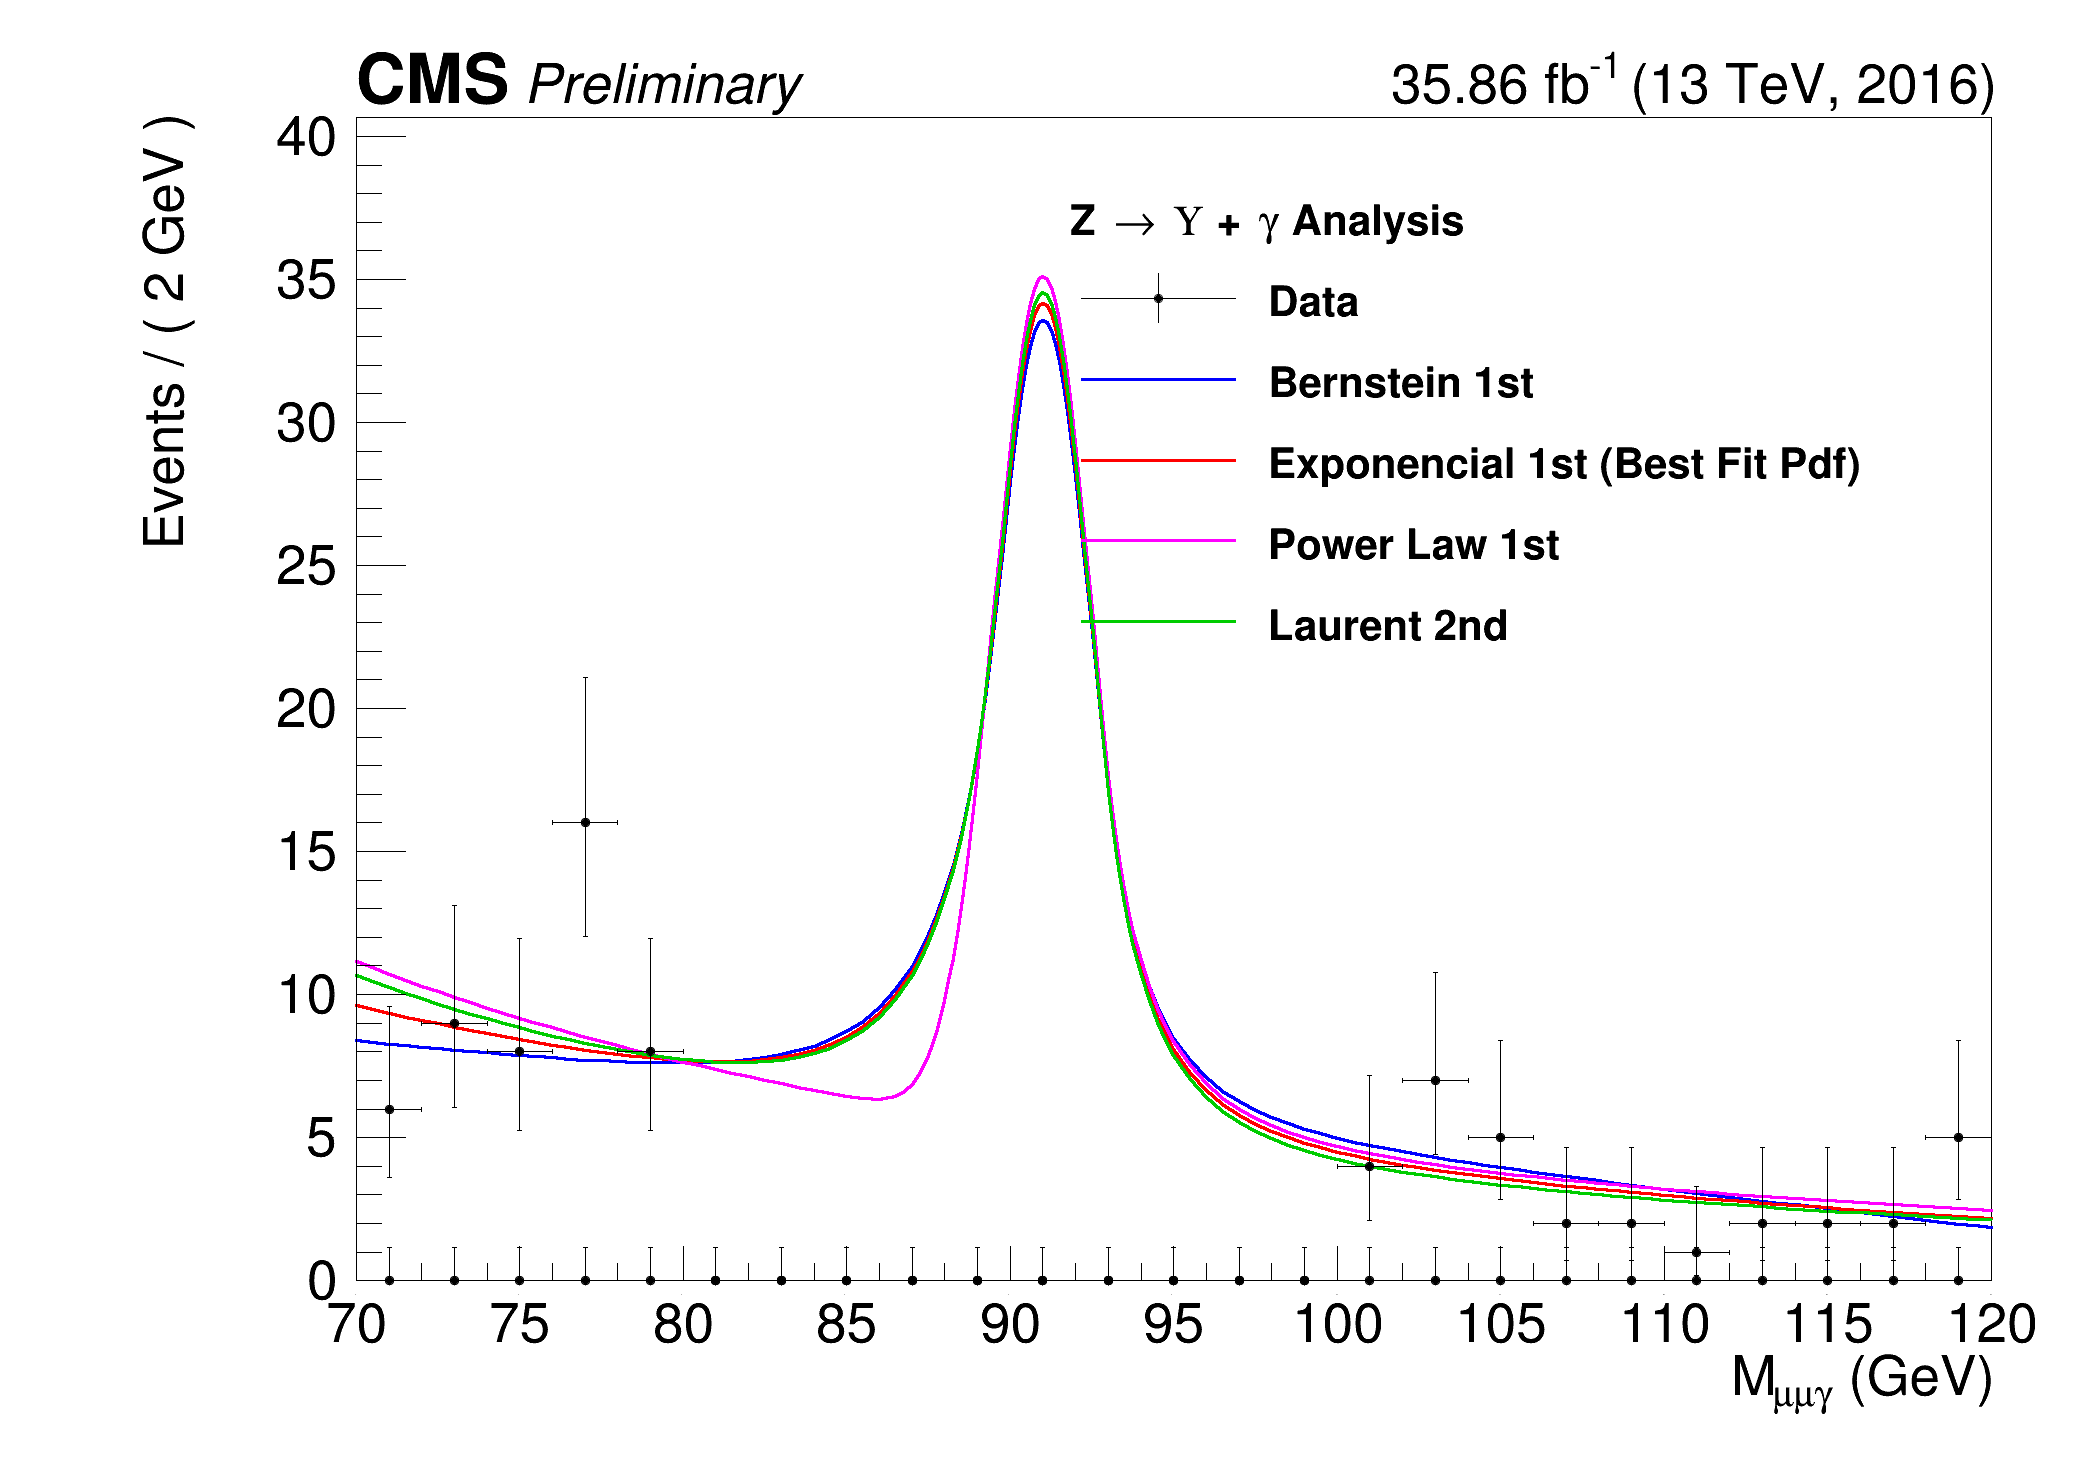 CMS Preliminary
35.86 fb⁻¹ (13 TeV, 2016)
Events / ( 2 GeV )
40
35
30
25
20
15
10
5
0
Z → Υ + γ Analysis
Data
Bernstein 1st
Exponencial 1st (Best Fit Pdf)
Power Law 1st
Laurent 2nd
70 75 80 85 90 95 100 105 110 115 120
Mμμγ (GeV)